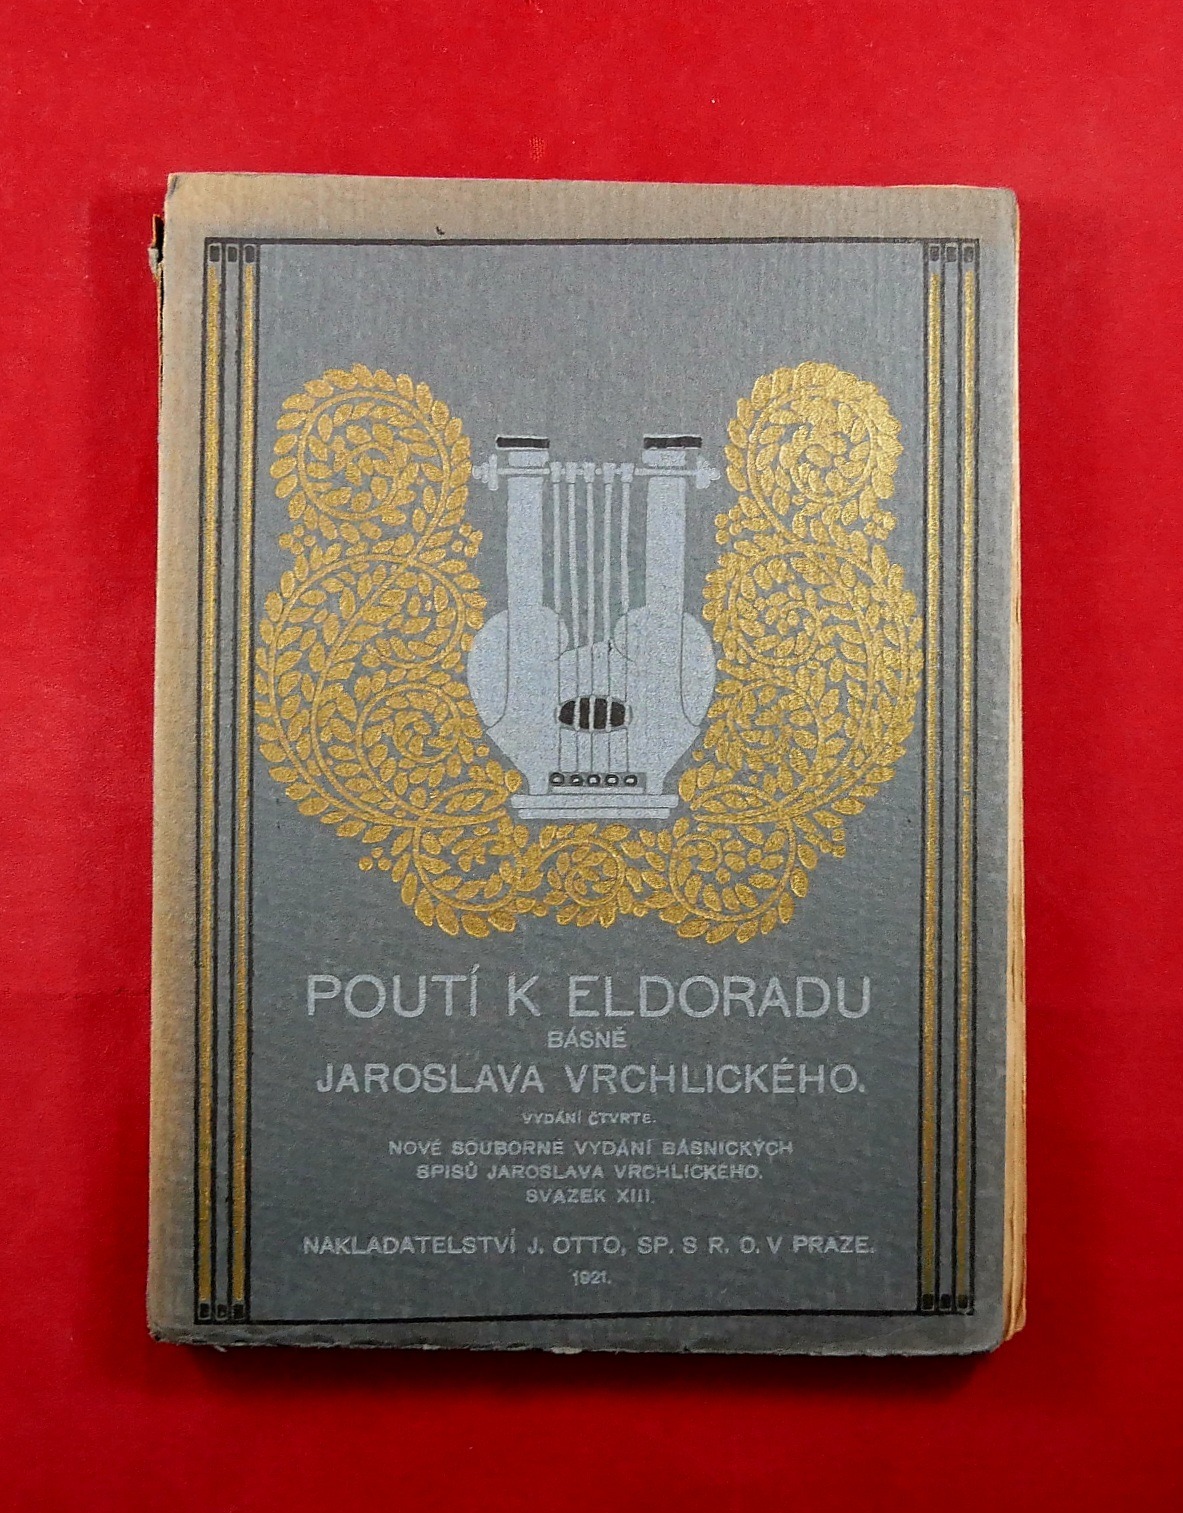 POUTÍ K ELDORADU
BÁSNĚ
JAROSLAVA VRCHLICKÉHO.
VYDÁNÍ ČTVRTÉ.
NOVÉ SOUBORNÉ VYDÁNÍ BÁSNICKÝCH
SPISŮ JAROSLAVA VRCHLICKÉHO.
SVAZEK XIII.
NAKLADATELSTVÍ J. OTTO, SP. S R. O. V PRAZE.
1921.